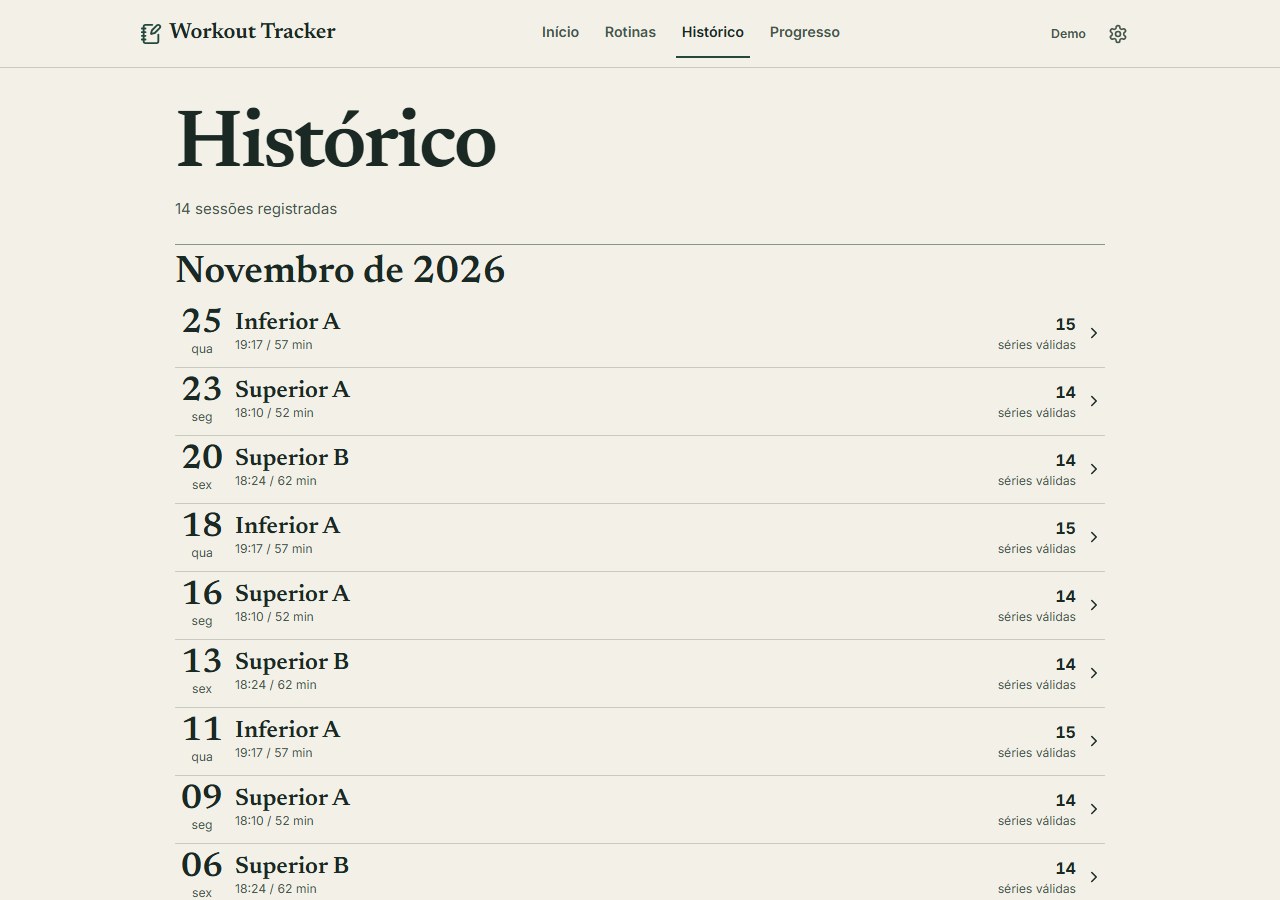 Workout Tracker
Início
Rotinas
Histórico
Progresso
Demo
Histórico
14 sessões registradas
Novembro de 2026
25
qua
Inferior A
19:17 / 57 min
15
séries válidas
23
seg
Superior A
18:10 / 52 min
14
séries válidas
20
sex
Superior B
18:24 / 62 min
14
séries válidas
18
qua
Inferior A
19:17 / 57 min
15
séries válidas
16
seg
Superior A
18:10 / 52 min
14
séries válidas
13
sex
Superior B
18:24 / 62 min
14
séries válidas
11
qua
Inferior A
19:17 / 57 min
15
séries válidas
09
seg
Superior A
18:10 / 52 min
14
séries válidas
06
sex
Superior B
18:24 / 62 min
14
séries válidas